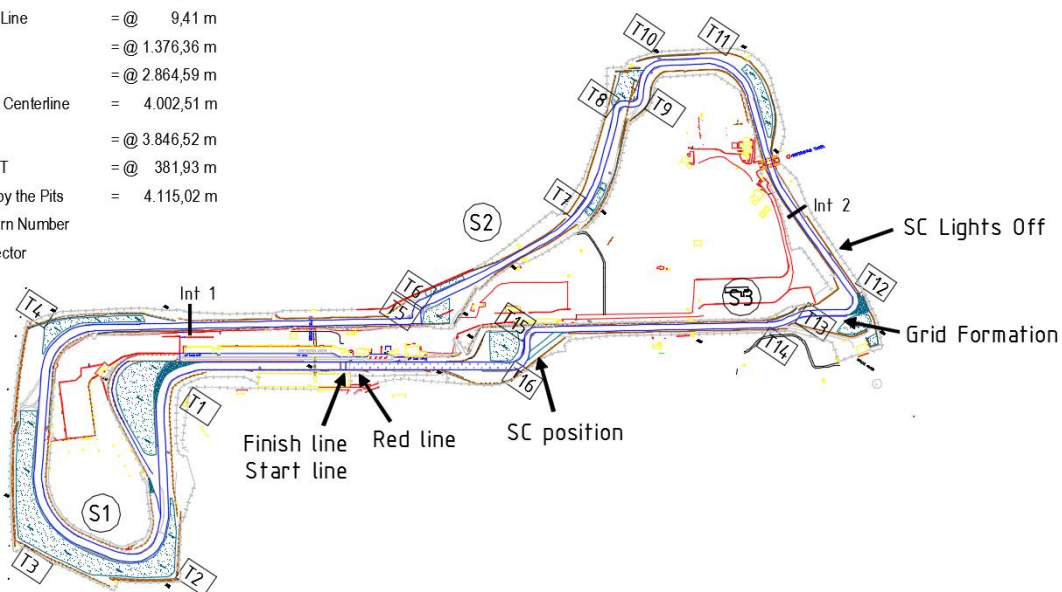 Line = @ 9,41 m
= @ 1.376,36 m
= @ 2.864,59 m
Centerline = 4.002,51 m
= @ 3.846,52 m
T = @ 381,93 m
by the Pits = 4.115,02 m
rn Number
ector
T10
T11
T8
T9
T7
S2
Int 2
SC Lights Off
T6
T5
Int 1
T4
S3
T12
T15
T13
Grid Formation
T14
T16
T1
Finish line
Start line
Red line
SC position
S1
T3
T2